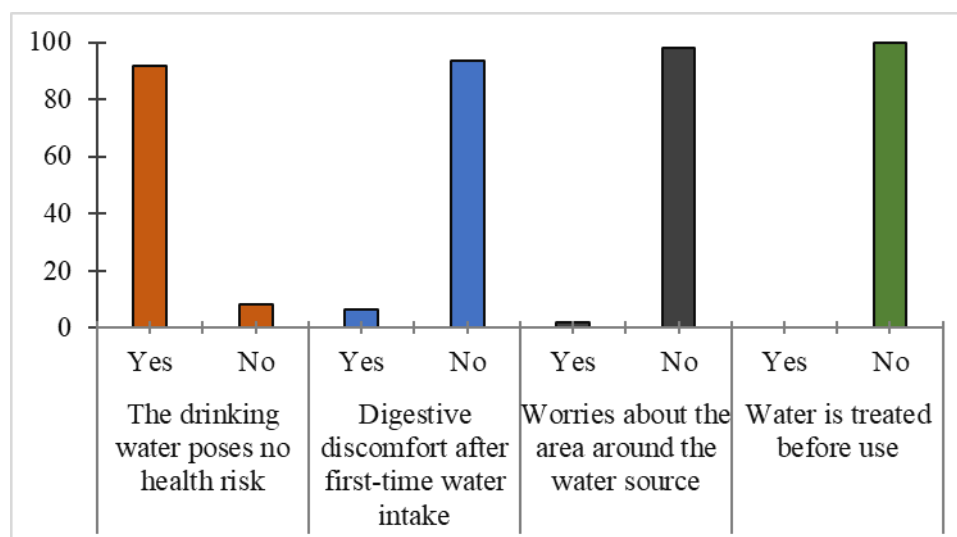 100
80
60
40
20
0
Yes No Yes No Yes No Yes No
The drinking
water poses no
health risk
Digestive
discomfort after
first-time water
intake
Worries about the
area around the
water source
Water is treated
before use